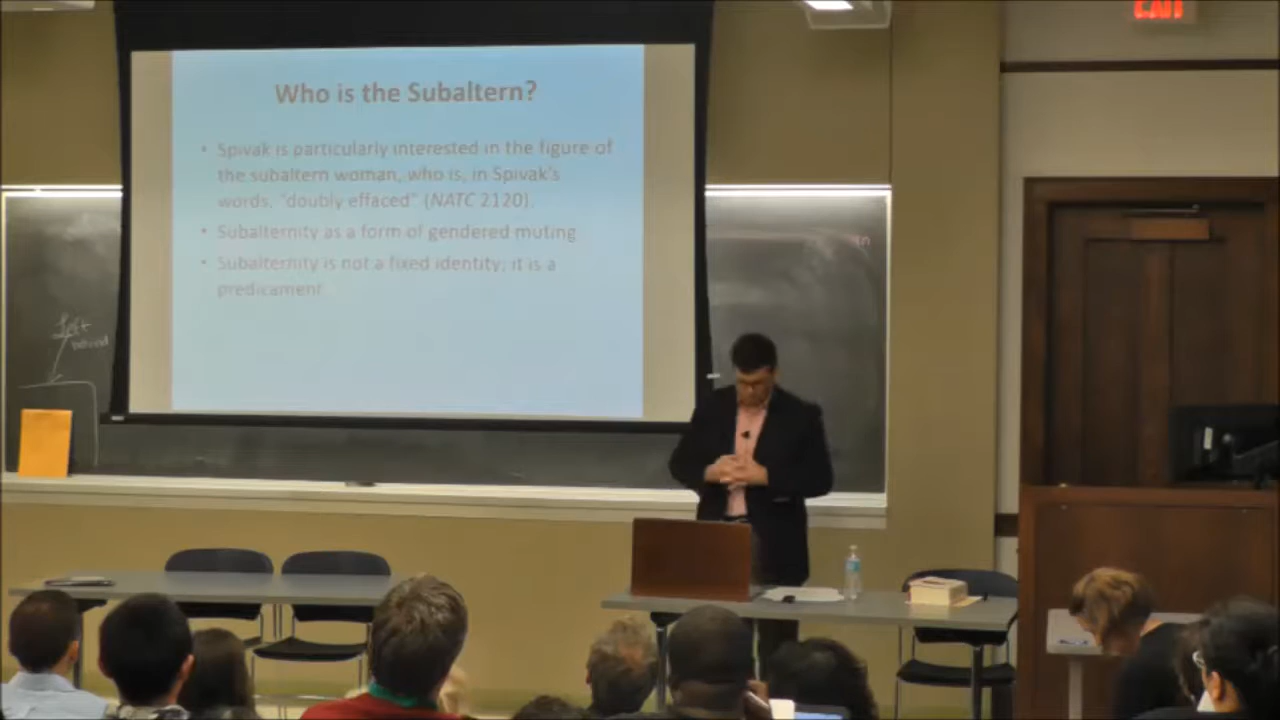 EXIT
Who is the Subaltern?
• Spivak is particularly interested in the figure of
the subaltern woman, who is, in Spivak's
words, "doubly effaced" (NATC 2120).
• Subalternity as a form of gendered muting
• Subalternity is not a fixed identity; it is a
predicament
Left